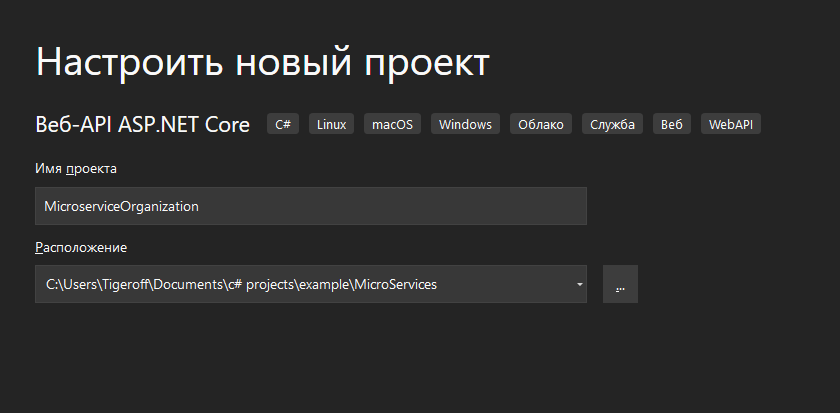 Настроить новый проект
Веб-API ASP.NET Core C# Linux macOS Windows Облако Служба Веб WebAPI
Имя проекта
MicroserviceOrganization
Расположение
C:\Users\Tigeroff\Documents\c# projects\example\MicroServices ...